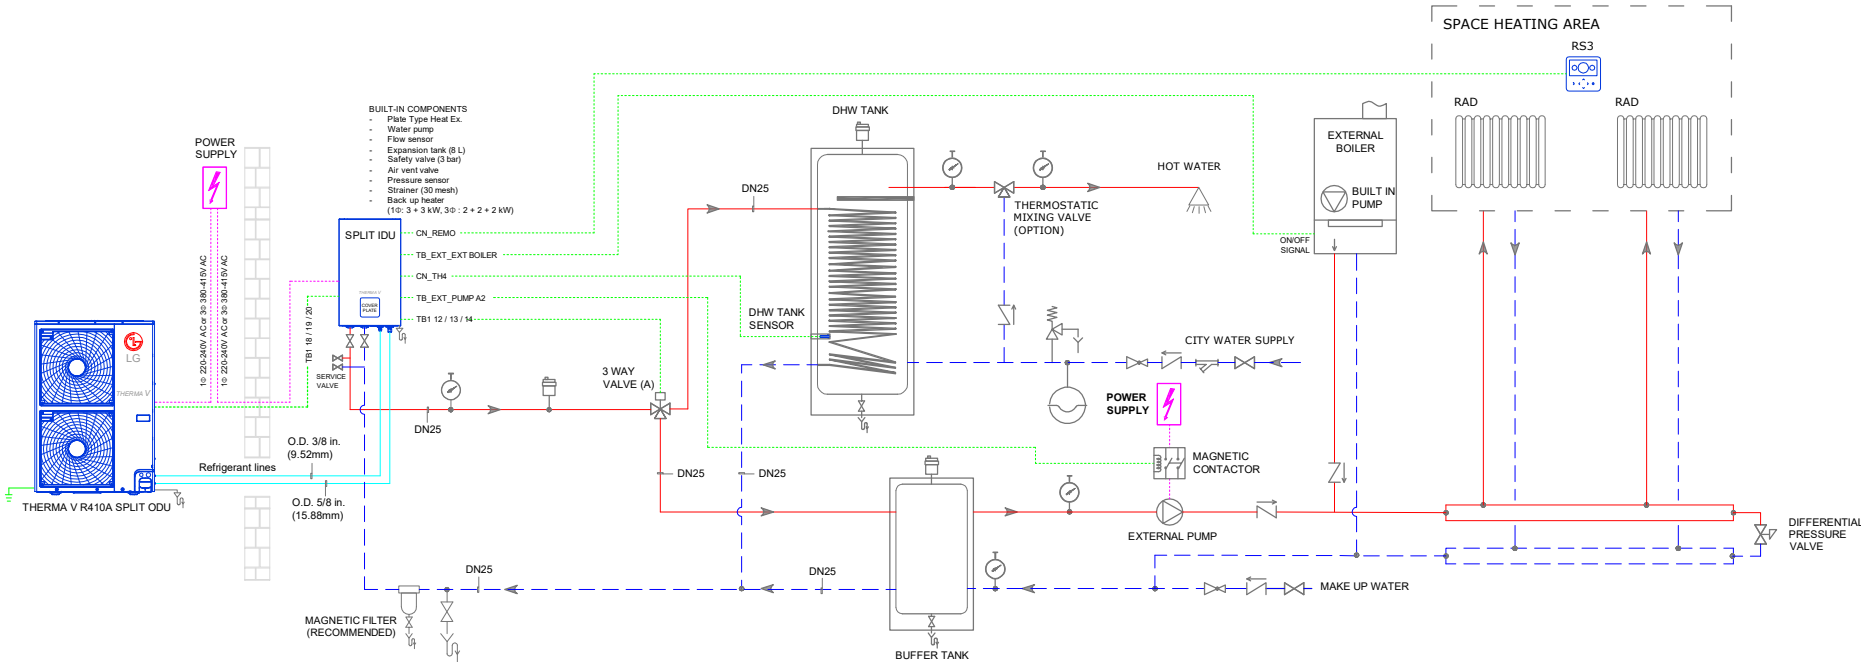 SPACE HEATING AREA
RS3
RAD
RAD
BUILT-IN COMPONENTS
- Plate Type Heat Ex.
- Water pump
- Flow sensor
- Expansion tank (8 L)
- Safety valve (3 bar)
- Air vent valve
- Pressure sensor
- Strainer (30 mesh)
- Back up heater
(1Φ: 3 + 3 kW, 3Φ : 2 + 2 + 2 kW)
POWER
SUPPLY
DHW TANK
EXTERNAL
BOILER
BUILT IN
PUMP
ON/OFF
SIGNAL
HOT WATER
THERMOSTATIC
MIXING VALVE
(OPTION)
DN25
SPLIT IDU
CN_REMO
TB_EXT_EXT BOILER
CN_TH4
TB_EXT_PUMP A2
TB1 12 / 13 / 14
THERMA V
COVER
PLATE
1Φ 220-240V AC or 3Φ 380-415V AC
1Φ 220-240V AC or 3Φ 380-415V AC
TB1 18 / 19 / 20
DHW TANK
SENSOR
CITY WATER SUPPLY
SERVICE
VALVE
3 WAY
VALVE (A)
LG
THERMA V
POWER
SUPPLY
DN25
O.D. 3/8 in.
(9.52mm)
Refrigerant lines
O.D. 5/8 in.
(15.88mm)
THERMA V R410A SPLIT ODU
DN25
DN25
MAGNETIC
CONTACTOR
EXTERNAL PUMP
DIFFERENTIAL
PRESSURE
VALVE
DN25
DN25
MAKE UP WATER
MAGNETIC FILTER
(RECOMMENDED)
BUFFER TANK